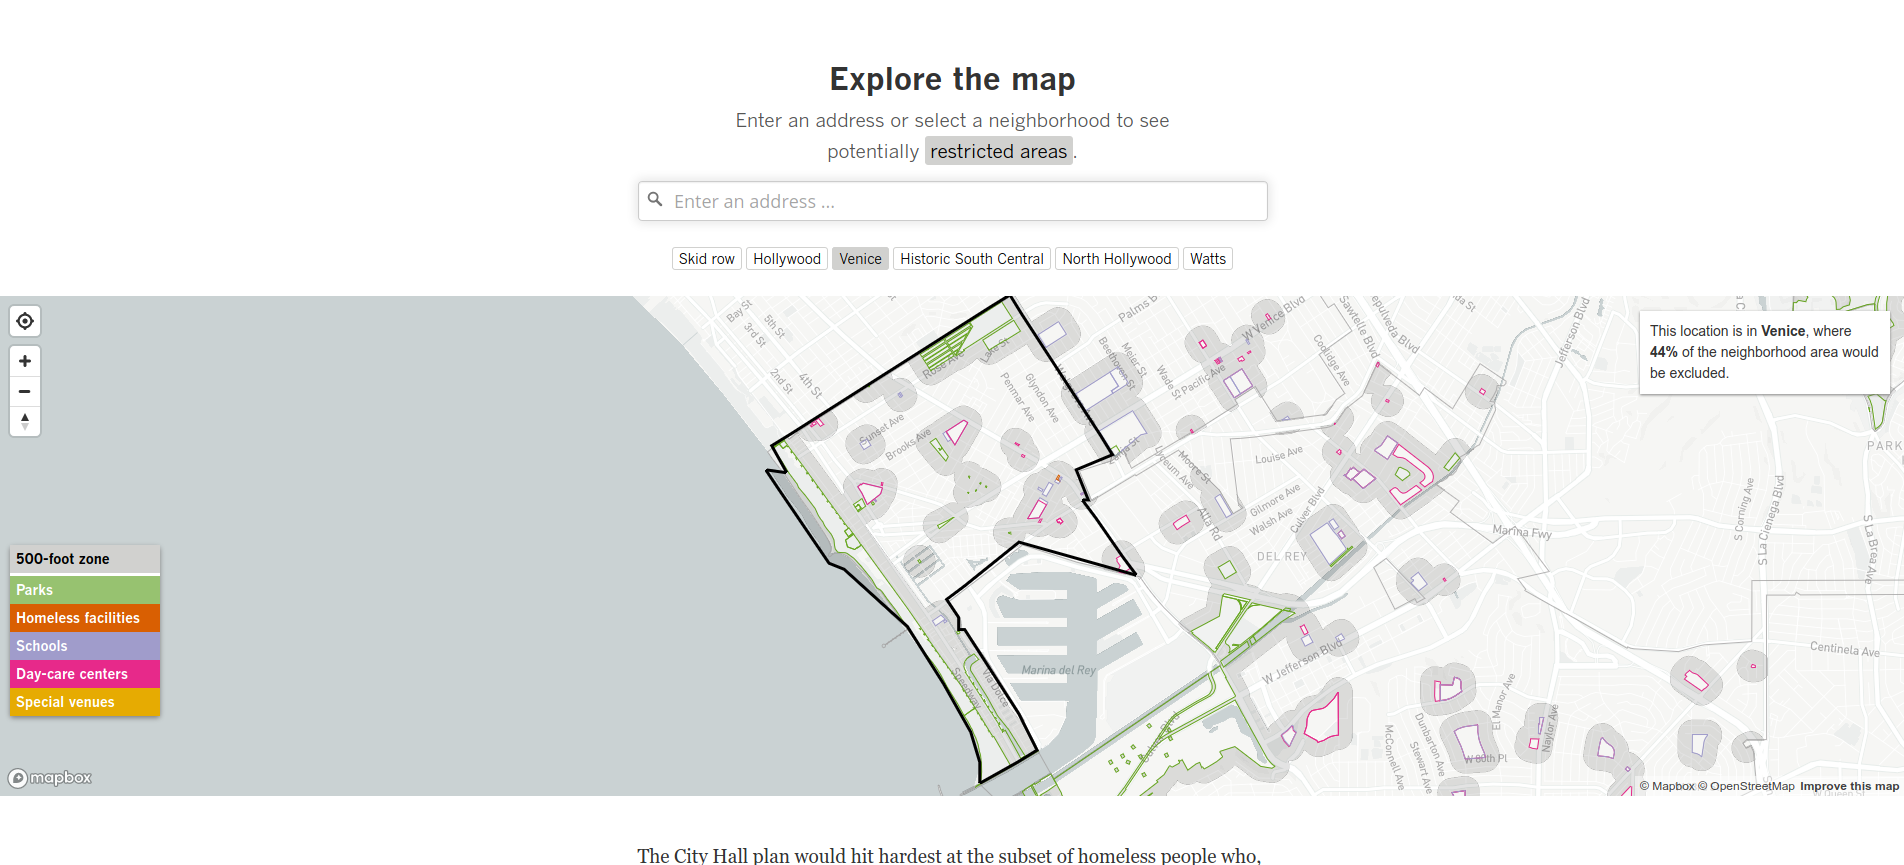 Explore the map
Enter an address or select a neighborhood to see
potentially restricted areas.
Enter an address ...
Skid row
Hollywood
Venice
Historic South Central
North Hollywood
Watts
This location is in Venice, where
44% of the neighborhood area would
be excluded.
Bay St
5th St
3rd St
4th St
2nd St
Rose Ave
Lake St
Palms B
Beethoven St
Meier St
Wade St
Pacific Ave
W Venice Blvd
Coolidge Ave
Sawtelle Blvd
epulveda Blvd
Jefferson Blvd
Glyndon Ave
Penmar Ave
Sunset Ave
Brooks Ave
Zanja St
Lyceum Ave
Moore St
Louise Ave
Gilmore Ave
Walsh Ave
Culver Blvd
Alla Rd
DEL REY
Marina Fwy
S Corning Ave
S La Cienega Blvd
S La Brea Ave
PARK
Marina del Rey
Speedway
Via Dolce
W Jefferson Blvd
Culver Blvd
Centinela Ave
El Manor Ave
Dunbarton Ave
Stewart Ave
McConnell Ave
W 80th Pl
Naylor Ave
500-foot zone
Parks
Homeless facilities
Schools
Day-care centers
Special venues
mapbox
© Mapbox © OpenStreetMap Improve this map
The City Hall plan would hit hardest at the subset of homeless people who,